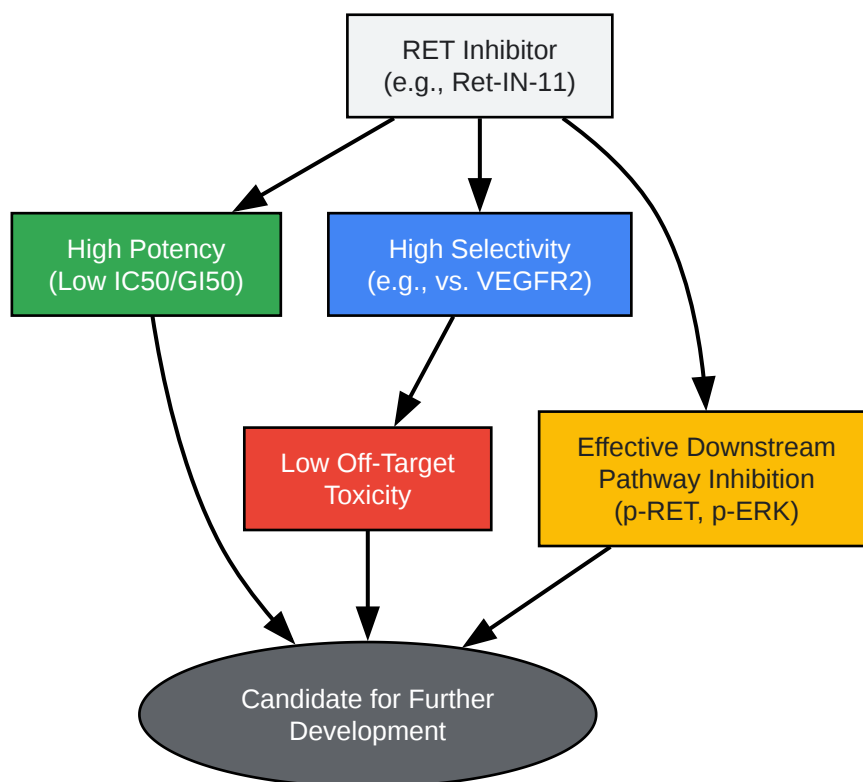 RET Inhibitor
(e.g., Ret-IN-11)
High Potency
(Low IC50/GI50)
High Selectivity
(e.g., vs. VEGFR2)
Low Off-Target
Toxicity
Effective Downstream
Pathway Inhibition
(p-RET, p-ERK)
Candidate for Further
Development